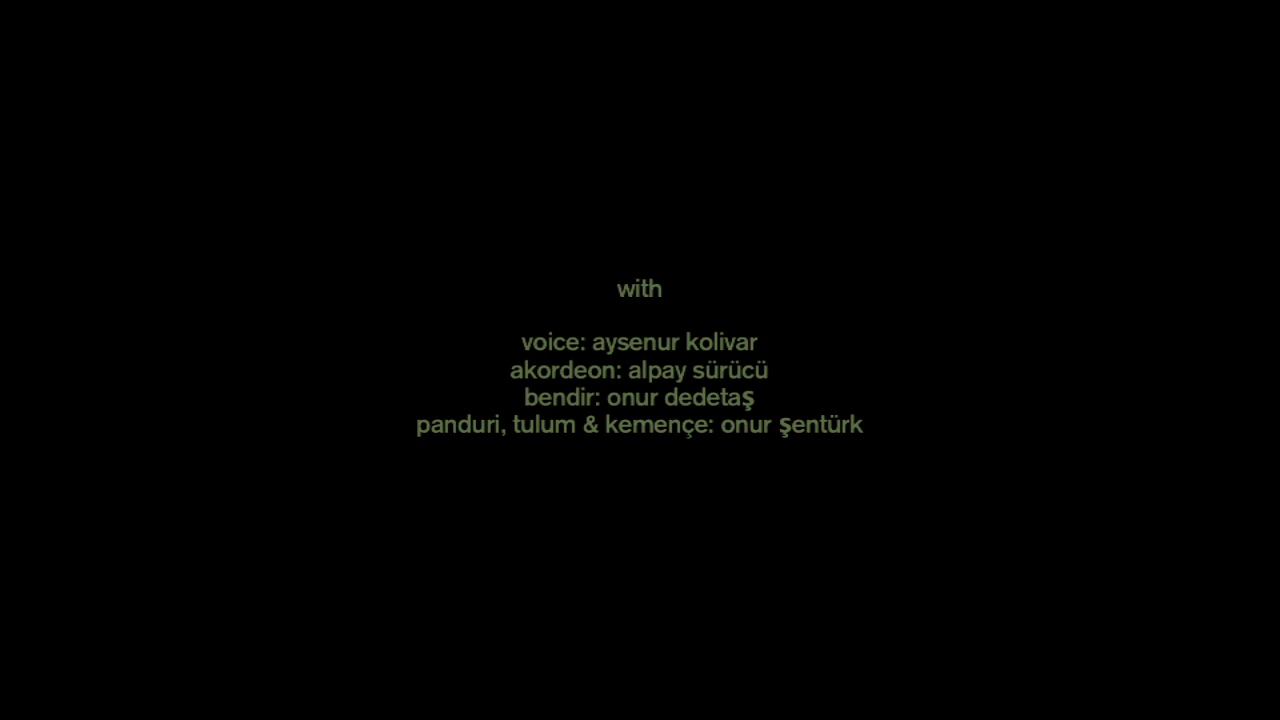 with
voice: aysenur kolivar
akordeon: alpay sürücü
bendir: onur dedetaş
panduri, tulum & kemençe: onur şentürk